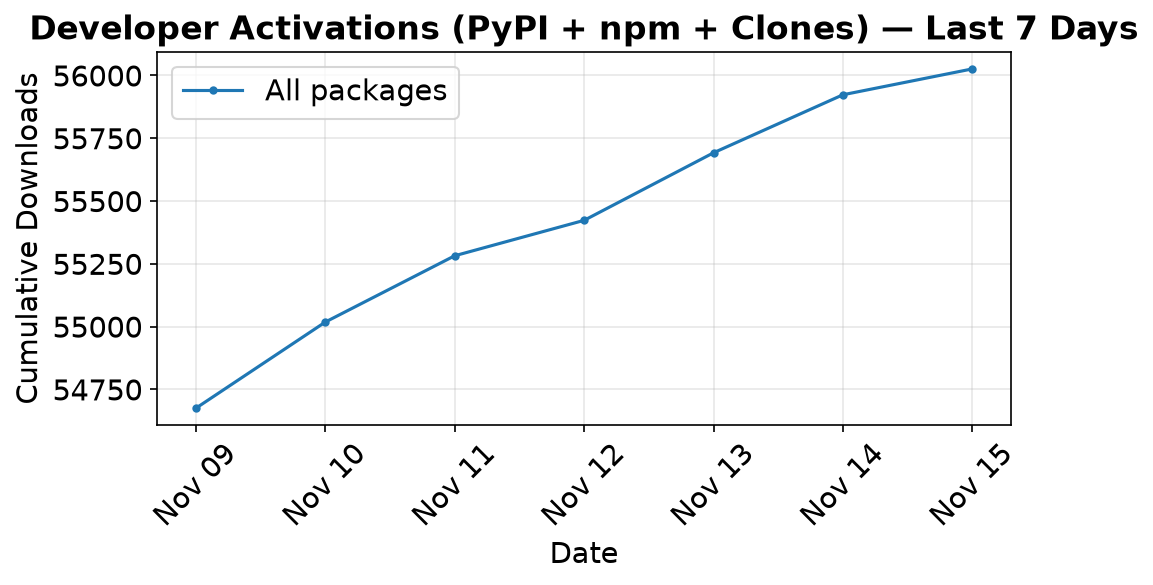 Developer Activations (PyPI + npm + Clones) — Last 7 Days
All packages
Cumulative Downloads
56000
55750
55500
55250
55000
54750
Nov 09
Nov 10
Nov 11
Nov 12
Nov 13
Nov 14
Nov 15
Date